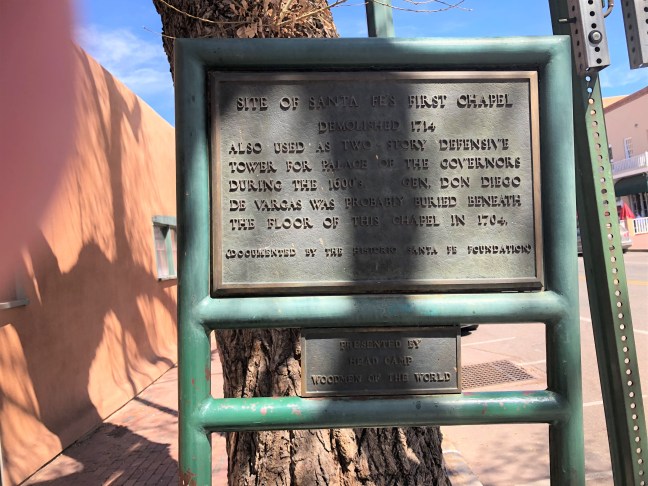 SITE OF SANTA FE'S FIRST CHAPEL
DEMOLISHED 1714
ALSO USED AS TWO-STORY DEFENSIVE
TOWER FOR PALACE OF THE GOVERNORS
DURING THE 1600'S. GEN. DON DIEGO
DE VARGAS WAS PROBABLY BURIED BENEATH
THE FLOOR OF THIS CHAPEL IN 1704.
(DOCUMENTED BY THE HISTORIC SANTA FE FOUNDATION)
PRESENTED BY
HEAD CAMP
WOODMEN OF THE WORLD